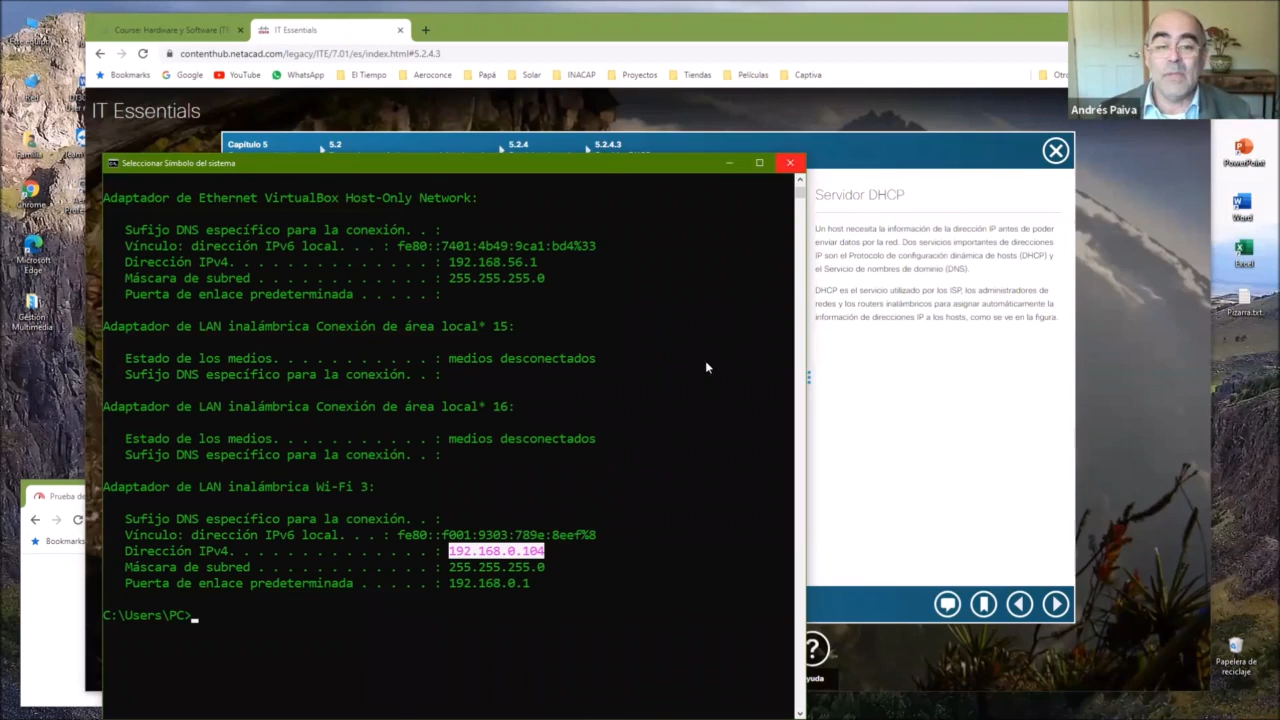 Course: Hardware y Software (TI
IT Essentials
contenthub.netacad.com/legacy/ITE/7.01/es/index.html#5.2.4.3
Bookmarks
Google
YouTube
WhatsApp
El Tiempo
Aeroconce
Papá
Solar
INACAP
Proyectos
Tiendas
Películas
Captiva
Otro
Andrés Paiva
IT Essentials
Capítulo 5
5.2
5.2.4
5.2.4.3
Seleccionar Símbolo del sistema
Adaptador de Ethernet VirtualBox Host-Only Network:
Sufijo DNS específico para la conexión. . :
Vínculo: dirección IPv6 local. . . : fe80::7401:4b49:9ca1:bd4%33
Dirección IPv4. . . . . . . . . . . . . . : 192.168.56.1
Máscara de subred . . . . . . . . . . . . : 255.255.255.0
Puerta de enlace predeterminada . . . . . :
Adaptador de LAN inalámbrica Conexión de área local* 15:
Estado de los medios. . . . . . . . . . . : medios desconectados
Sufijo DNS específico para la conexión. . :
Adaptador de LAN inalámbrica Conexión de área local* 16:
Estado de los medios. . . . . . . . . . . : medios desconectados
Sufijo DNS específico para la conexión. . :
Adaptador de LAN inalámbrica Wi-Fi 3:
Sufijo DNS específico para la conexión. . :
Vínculo: dirección IPv6 local. . . : fe80::f001:9303:789e:8eef%8
Dirección IPv4. . . . . . . . . . . . . . : 192.168.0.104
Máscara de subred . . . . . . . . . . . . : 255.255.255.0
Puerta de enlace predeterminada . . . . . : 192.168.0.1
C:\Users\PC>
Servidor DHCP
Un host necesita la información de la dirección IP antes de poder
enviar datos por la red. Dos servicios importantes de direcciones
IP son el Protocolo de configuración dinámica de hosts (DHCP) y
el Servicio de nombres de dominio (DNS).
DHCP es el servicio utilizado por los ISP, los administradores de
redes y los routers inalámbricos para asignar automáticamente la
información de direcciones IP a los hosts, como se ve en la figura.
?
yuda
Red
Familia
Chrome
Microsoft
Edge
Gestión
Multimedia
Prueba de
Bookmarks
PowerPoint
Word
Excel
Pizarra.txt
Papelera de
reciclaje